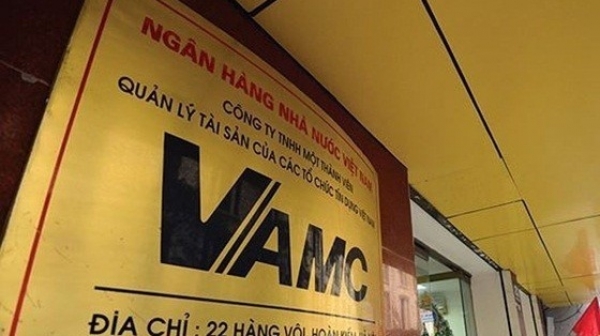 NGÂN HÀNG NHÀ NƯỚC VIỆT NAM
CÔNG TY TNHH MỘT THÀNH VIÊN
QUẢN LÝ TÀI SẢN CỦA CÁC TỔ CHỨC TÍN DỤNG VIỆT NAM
VAMC
ĐỊA CHỈ : 22 HÀNG VÔI, HOÀN KIẾM,